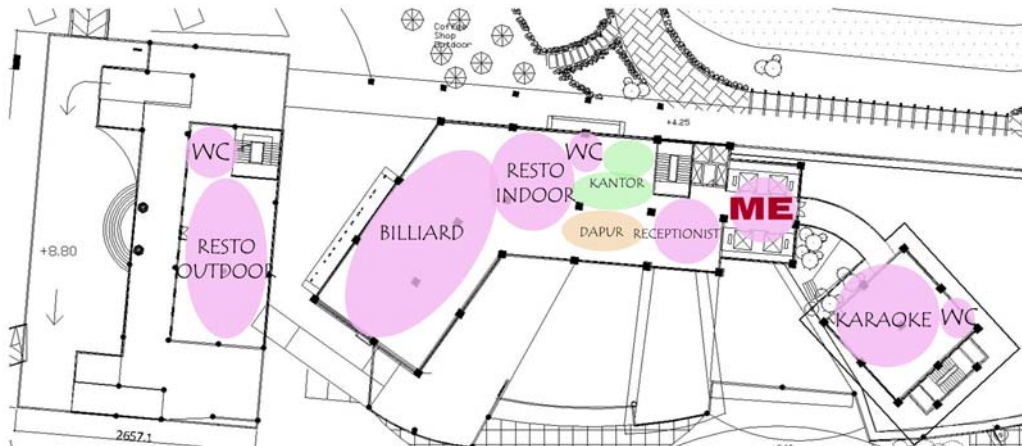 Coffee
Shop
Outdoor
+4.25
WC
RESTO
OUTDOOR
+8.80
2657.1
BILLIARD
RESTO
INDOOR
WC
KANTOR
DAPUR
RECEPTIONIST
ME
KARAOKE
WC